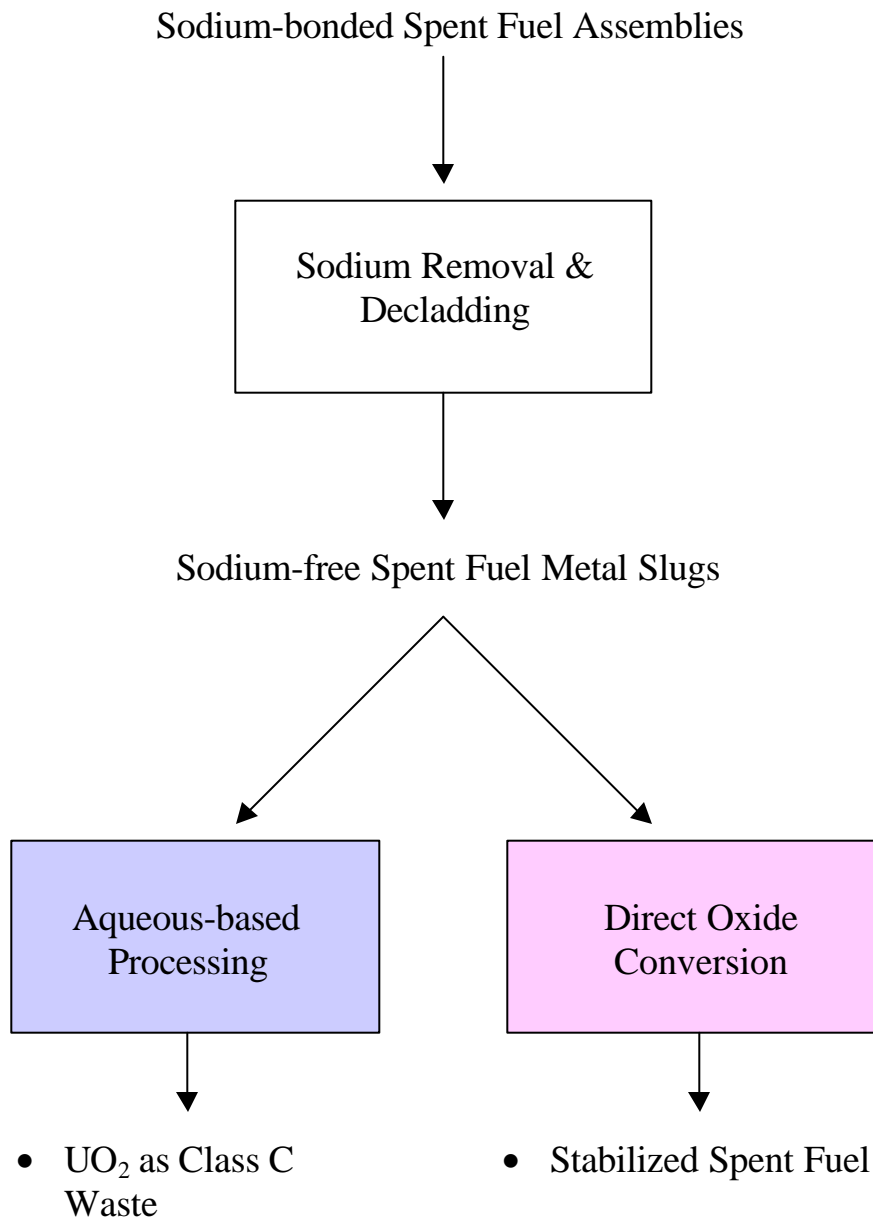 Sodium-bonded Spent Fuel Assemblies
Sodium Removal &
Decladding
Sodium-free Spent Fuel Metal Slugs
Aqueous-based
Processing
Direct Oxide
Conversion
• UO₂ as Class C
Waste
• Stabilized Spent Fuel